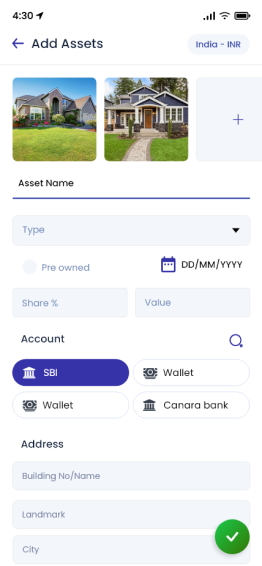 4:30
Add Assets
India - INR
+
Asset Name
Type
Pre owned
DD/MM/YYYY
Share %
Value
Account
SBI
Wallet
Wallet
Canara bank
Address
Building No/Name
Landmark
City